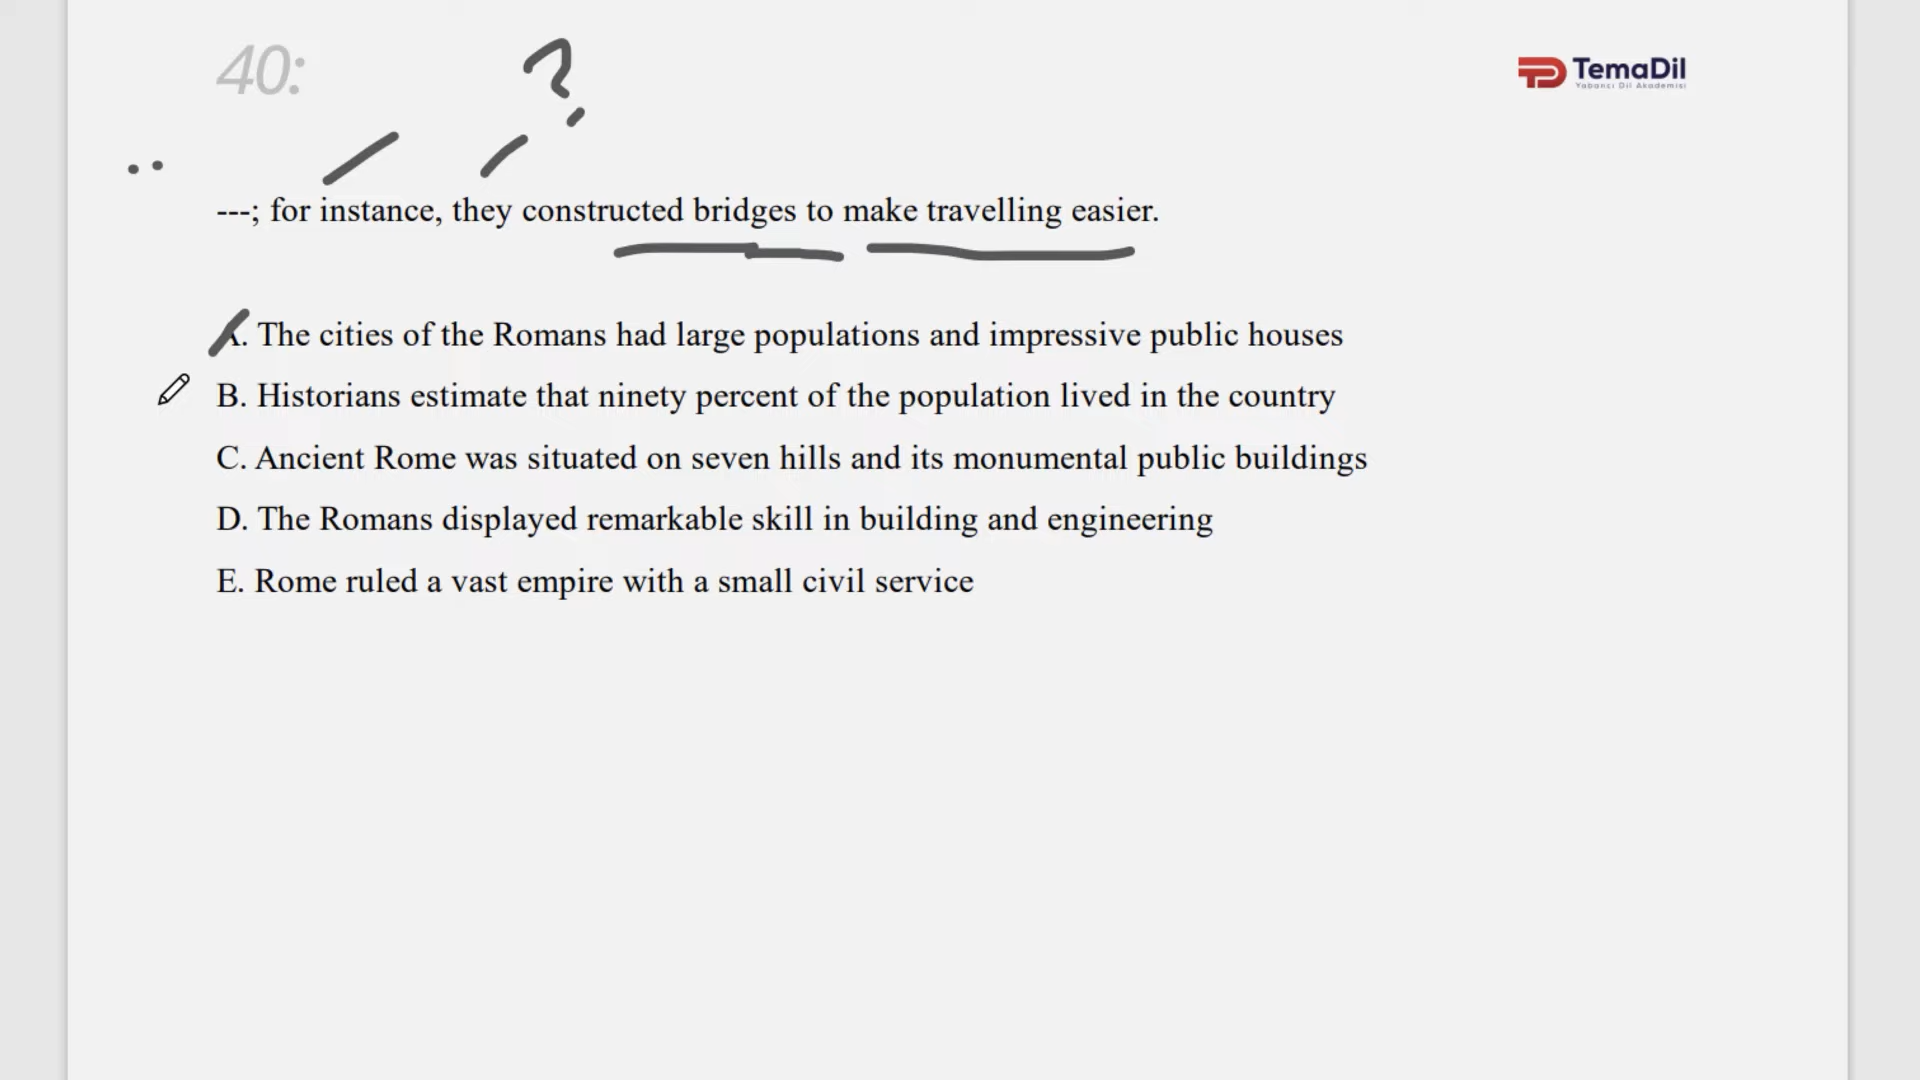 40:
?
TemaDil
Yabancı Dil Akademisi
---; for instance, they constructed bridges to make travelling easier.
A. The cities of the Romans had large populations and impressive public houses
B. Historians estimate that ninety percent of the population lived in the country
C. Ancient Rome was situated on seven hills and its monumental public buildings
D. The Romans displayed remarkable skill in building and engineering
E. Rome ruled a vast empire with a small civil service